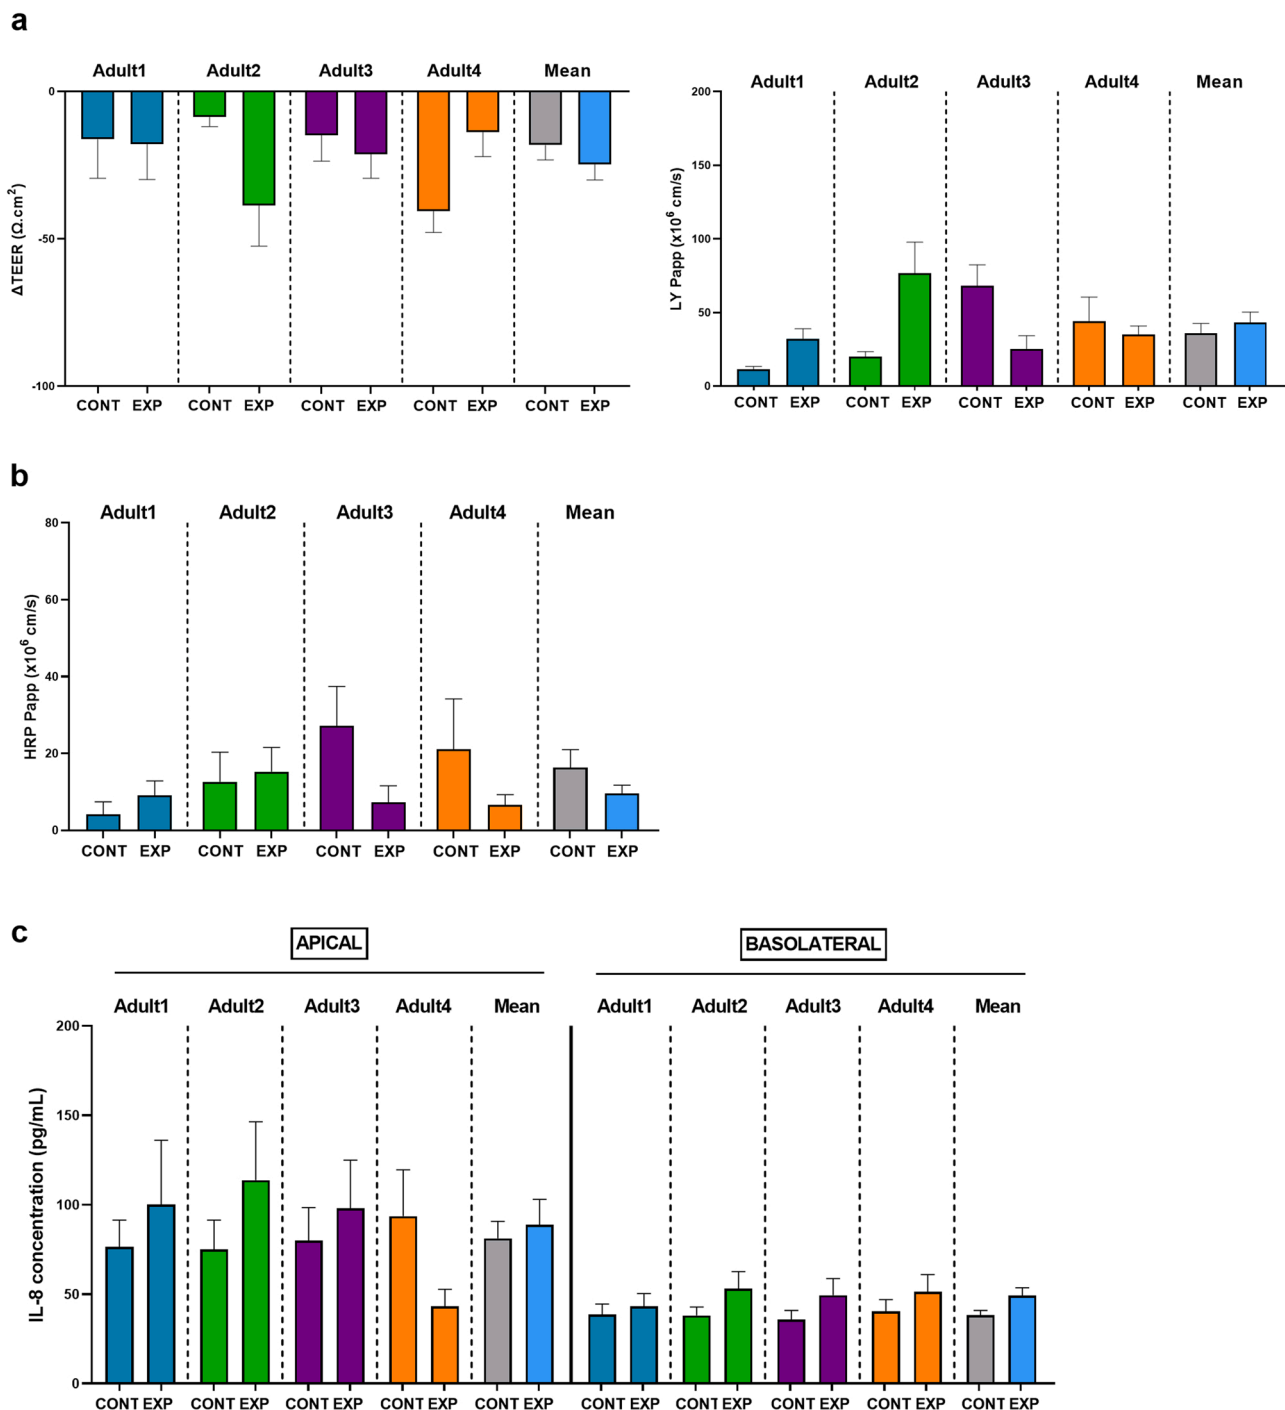 a
Adult1 Adult2 Adult3 Adult4 Mean
0
-50
-100
ΔTEER (Ω.cm²)
CONT EXP CONT EXP CONT EXP CONT EXP CONT EXP
Adult1 Adult2 Adult3 Adult4 Mean
200
150
100
50
0
LY Papp (x10⁶ cm/s)
CONT EXP CONT EXP CONT EXP CONT EXP CONT EXP
b
Adult1 Adult2 Adult3 Adult4 Mean
80
60
40
20
0
HRP Papp (x10⁶ cm/s)
CONT EXP CONT EXP CONT EXP CONT EXP CONT EXP
c
APICAL BASOLATERAL
Adult1 Adult2 Adult3 Adult4 Mean Adult1 Adult2 Adult3 Adult4 Mean
200
150
100
50
0
IL-8 concentration (pg/mL)
CONT EXP CONT EXP CONT EXP CONT EXP CONT EXP CONT EXP CONT EXP CONT EXP CONT EXP CONT EXP